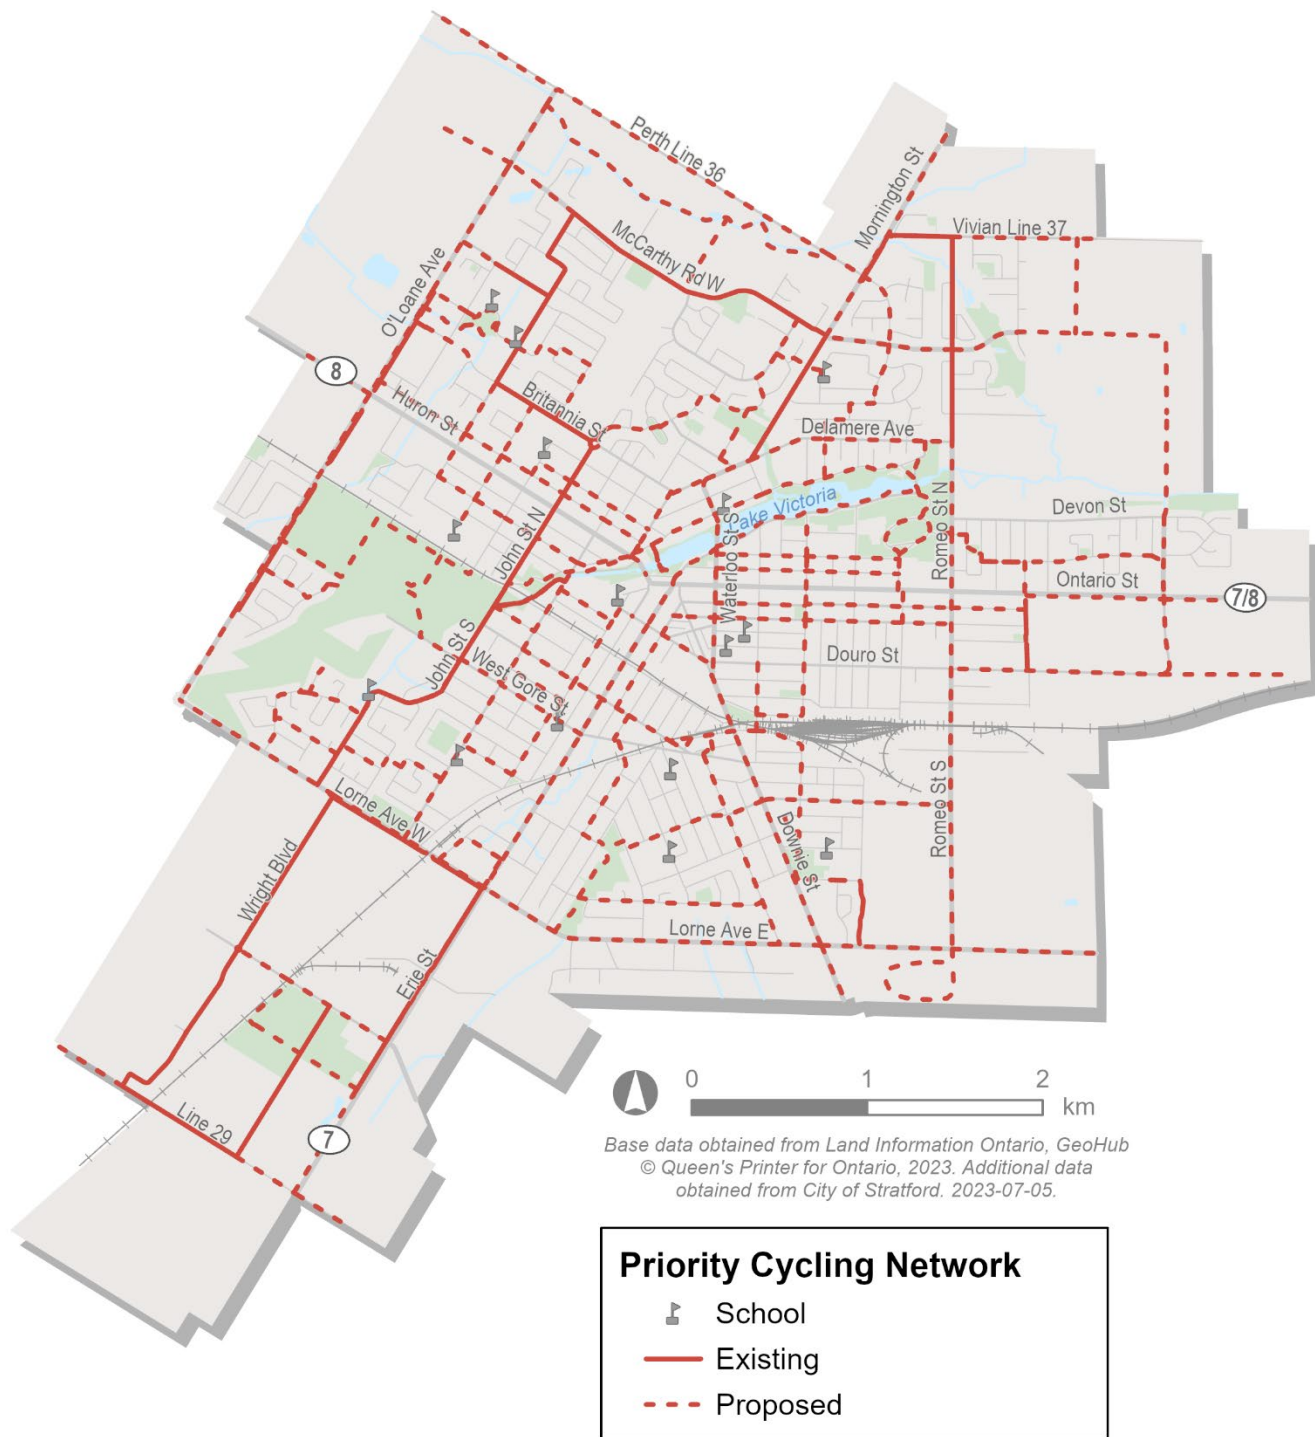 Perth Line 36
Mornington St
Vivian Line 37
McCarthy Rd W
O'Loane Ave
8
Huron St
Britannia St
Delamere Ave
Lake Victoria
Devon St
Romeo St N
John St N
Waterloo St S
Ontario St
7/8
John St S
West Gore St
Douro St
Lorne Ave W
Downie St
Romeo St S
Wright Blvd
Lorne Ave E
Erie St
Line 29
7
0 1 2
km
Base data obtained from Land Information Ontario, GeoHub
© Queen's Printer for Ontario, 2023. Additional data
obtained from City of Stratford. 2023-07-05.
Priority Cycling Network
School
Existing
Proposed